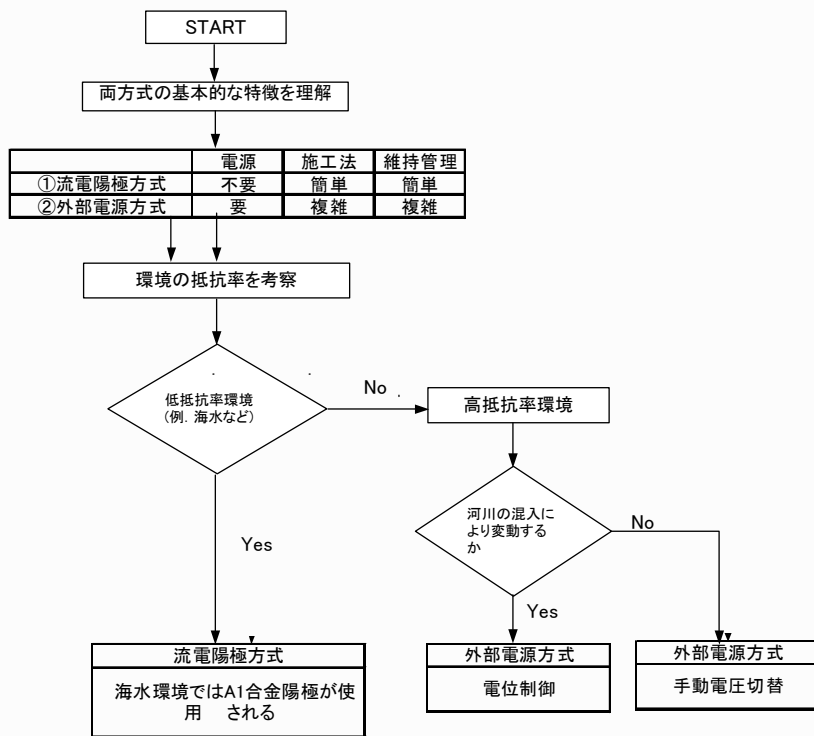 START
両方式の基本的な特徴を理解
電源 施工法 維持管理
①流電陽極方式 不要 簡単 簡単
②外部電源方式 要 複雑 複雑
環境の抵抗率を考察
低抵抗率環境
(例. 海水など)
No
高抵抗率環境
河川の混入に
より変動する
か
No
Yes
Yes
流電陽極方式
海水環境ではA1合金陽極が使
用 される
外部電源方式
電位制御
外部電源方式
手動電圧切替